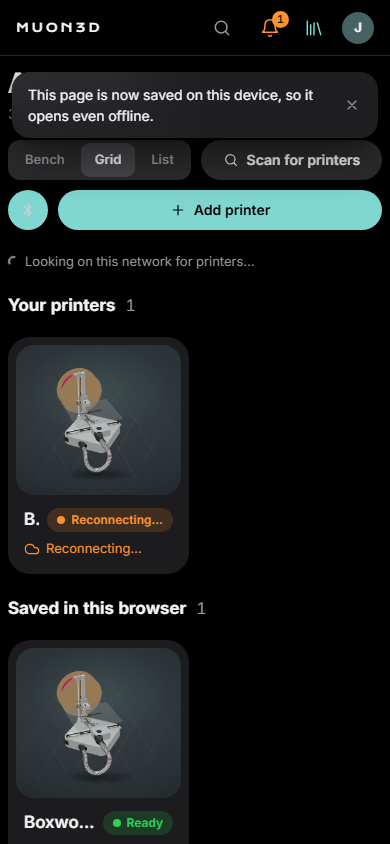 MUON3D
1
J
This page is now saved on this device, so it
opens even offline.
Bench
Grid
List
Scan for printers
Add printer
Looking on this network for printers...
Your printers 1
B.
Reconnecting...
Reconnecting...
Saved in this browser 1
Boxwo...
Ready